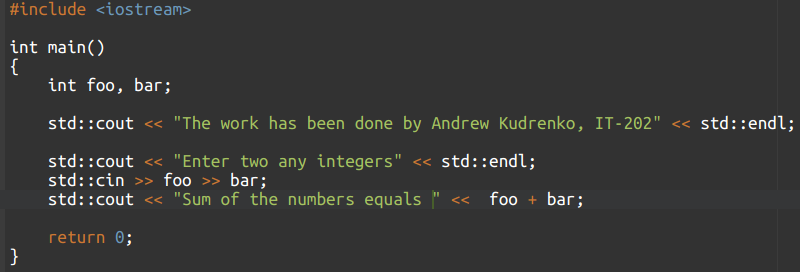 #include <iostream>
int main()
{
    int foo, bar;
    std::cout << "The work has been done by Andrew Kudrenko, IT-202" << std::endl;
    std::cout << "Enter two any integers" << std::endl;
    std::cin >> foo >> bar;
    std::cout << "Sum of the numbers equals " <<  foo + bar;
    return 0;
}